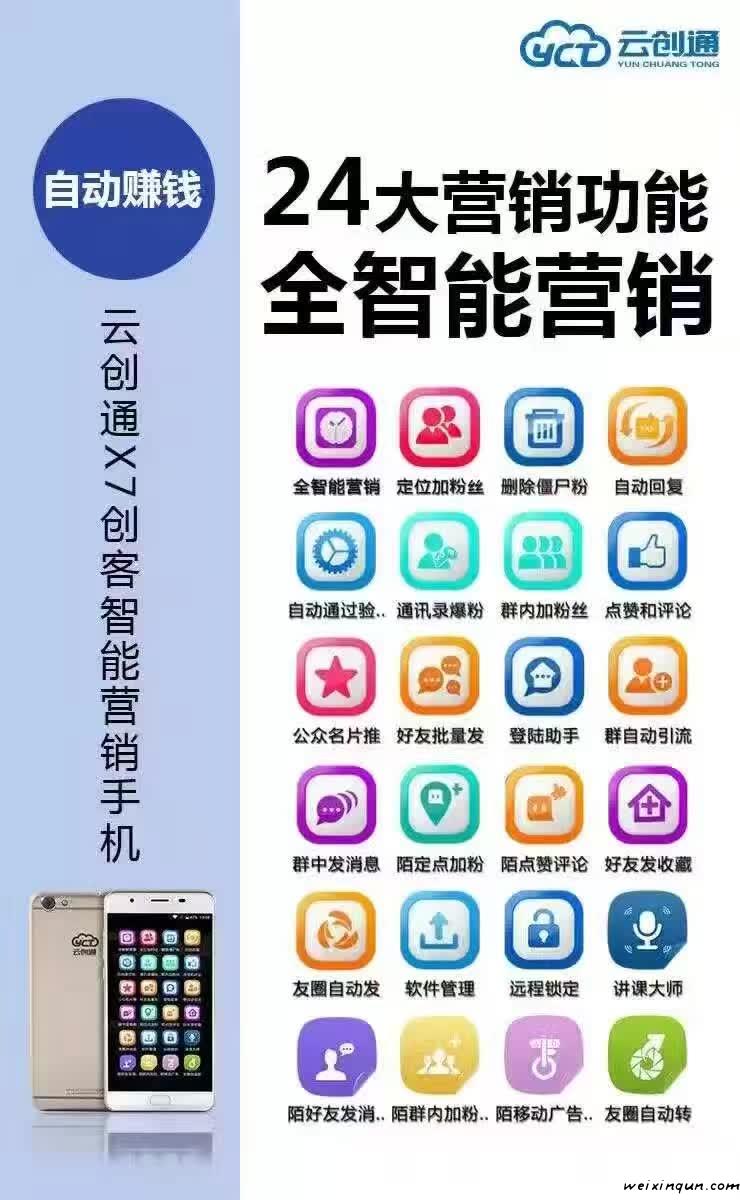 YCT 云创通
YUN CHUANG TONG
自动赚钱
云创通X7创客智能营销手机
24大营销功能
全智能营销
全智能营销 定位加粉丝 删除僵尸粉 自动回复
自动通过验.. 通讯录爆粉 群内加粉丝 点赞和评论
公众名片推 好友批量发 登陆助手 群自动引流
群中发消息 陌定点加粉 陌点赞评论 好友发收藏
友圈自动发 软件管理 远程锁定 讲课大师
陌好友发消.. 陌群内加粉.. 陌移动广告.. 友圈自动转
YCT
云创通
weixinqun.com